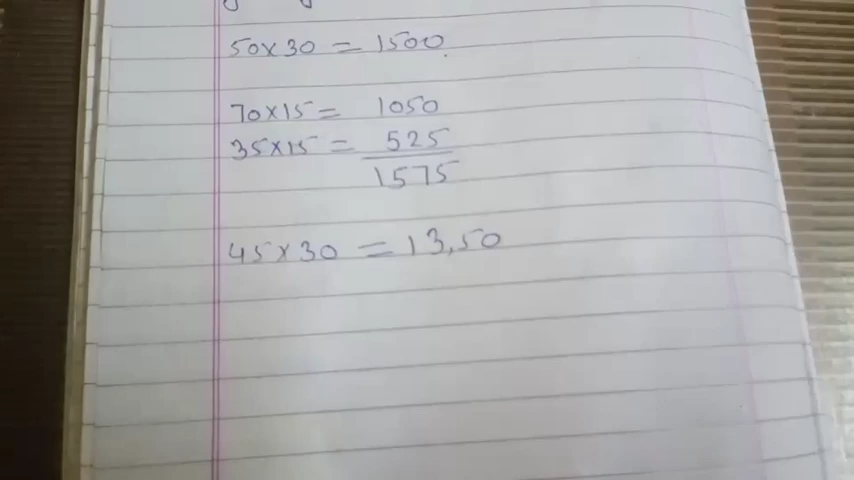 50x30 = 1500
70x15= 1050
35x15 = 525
1575
45x30 = 13,50